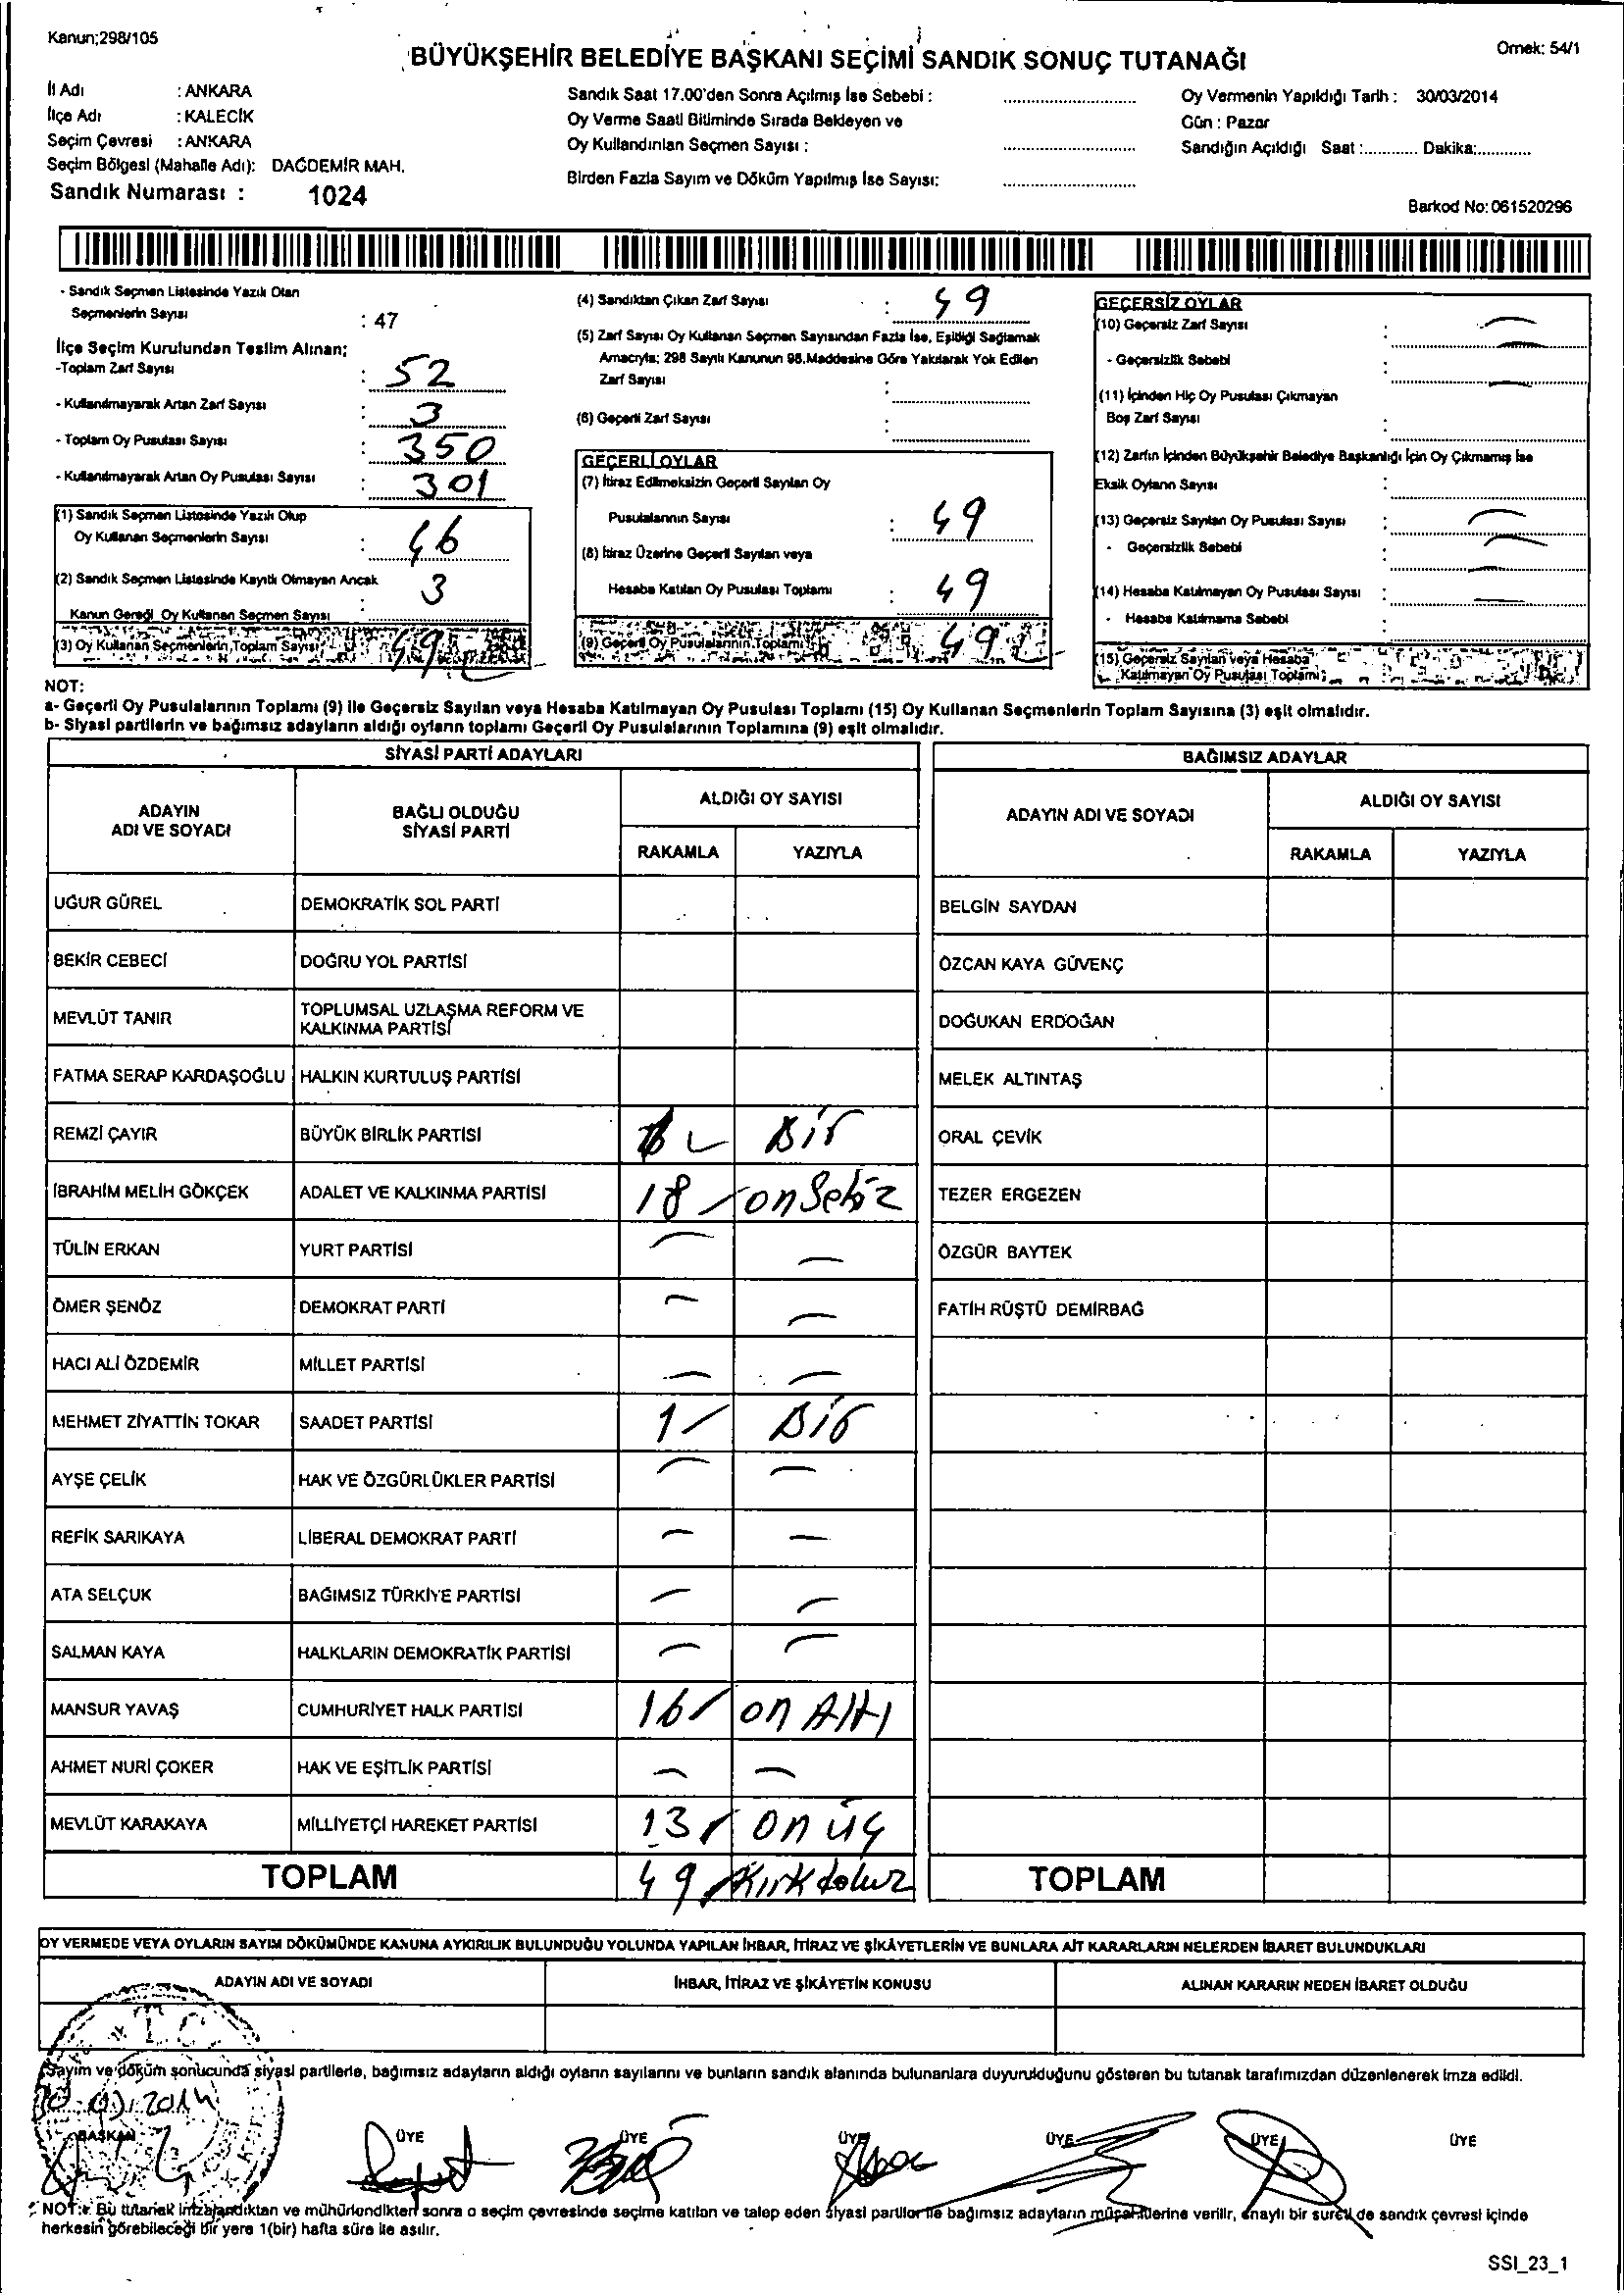 Kanun;298/105
Örnek: 54/1
BÜYÜKŞEHİR BELEDİYE BAŞKANI SEÇİMİ SANDIK SONUÇ TUTANAĞI
İl Adı : ANKARA
İlçe Adı : KALECİK
Seçim Çevresi : ANKARA
Seçim Bölgesi (Mahalle Adı): DAĞDEMİR MAH.
Sandık Numarası : 1024
Sandık Saat 17.00'den Sonra Açılmış İse Sebebi :
Oy Verme Saati Bitiminde Sırada Bekleyen ve
Oy Kullandırılan Seçmen Sayısı :
Birden Fazla Sayım ve Döküm Yapılmış İse Sayısı:
Oy Vermenin Yapıldığı Tarih : 30/03/2014
Gün : Pazar
Sandığın Açıldığı Saat :............ Dakika:............
Barkod No: 061520296
- Sandık Seçmen Listesinde Yazılı Olan
Seçmenlerin Sayısı : 47
İlçe Seçim Kurulundan Teslim Alınan;
-Toplam Zarf Sayısı : 52
- Kullanılmayarak Artan Zarf Sayısı : 3
- Toplam Oy Pusulası Sayısı : 350
- Kullanılmayarak Artan Oy Pusulası Sayısı : 301
(1) Sandık Seçmen Listesinde Yazılı Olup
Oy Kullanan Seçmenlerin Sayısı : 46
(2) Sandık Seçmen Listesinde Kayıtlı Olmayan Ancak
Kanun Gereği Oy Kullanan Seçmen Sayısı : 3
(3) Oy Kullanan Seçmenlerin Toplam Sayısı : 49
(4) Sandıktan Çıkan Zarf Sayısı : 49
(5) Zarf Sayısı Oy Kullanan Seçmen Sayısından Fazla İse, Eşitliği Sağlamak
Amacıyla; 298 Sayılı Kanunun 98.Maddesine Göre Yakılarak Yok Edilen
Zarf Sayısı :
(6) Geçerli Zarf Sayısı :
GEÇERLİ OYLAR
(7) İtiraz Edilmeksizin Geçerli Sayılan Oy
Pusulalarının Sayısı : 49
(8) İtiraz Üzerine Geçerli Sayılan veya
Hesaba Katılan Oy Pusulası Toplamı : 49
(9) Geçerli Oy Pusulalarının Toplamı : 49
GEÇERSİZ OYLAR
(10) Geçersiz Zarf Sayısı : —
- Geçersizlik Sebebi : —
(11) İçinden Hiç Oy Pusulası Çıkmayan
Boş Zarf Sayısı : —
(12) Zarfın İçinden Büyükşehir Belediye Başkanlığı İçin Oy Çıkmamış İse
Eksik Oyların Sayısı :
(13) Geçersiz Sayılan Oy Pusulası Sayısı : —
- Geçersizlik Sebebi : —
(14) Hesaba Katılmayan Oy Pusulası Sayısı : —
- Hesaba Katılmama Sebebi :
(15) Geçersiz Sayılan veya Hesaba
Katılmayan Oy Pusulası Toplamı :
NOT:
a- Geçerli Oy Pusulalarının Toplamı (9) ile Geçersiz Sayılan veya Hesaba Katılmayan Oy Pusulası Toplamı (15) Oy Kullanan Seçmenlerin Toplam Sayısına (3) eşit olmalıdır.
b- Siyasi partilerin ve bağımsız adayların aldığı oyların toplamı Geçerli Oy Pusulalarının Toplamına (9) eşit olmalıdır.
SİYASİ PARTİ ADAYLARI
ADAYIN ADI VE SOYADI
BAĞLI OLDUĞU SİYASİ PARTİ
ALDIĞI OY SAYISI
RAKAMLA YAZIYLA
UĞUR GÜREL DEMOKRATİK SOL PARTİ
BEKİR CEBECİ DOĞRU YOL PARTİSİ
MEVLÜT TANIR TOPLUMSAL UZLAŞMA REFORM VE
KALKINMA PARTİSİ
FATMA SERAP KARDAŞOĞLU HALKIN KURTULUŞ PARTİSİ
REMZİ ÇAYIR BÜYÜK BİRLİK PARTİSİ Bir
İBRAHİM MELİH GÖKÇEK ADALET VE KALKINMA PARTİSİ 18 on Sekiz
TÜLİN ERKAN YURT PARTİSİ — —
ÖMER ŞENÖZ DEMOKRAT PARTİ — —
HACI ALİ ÖZDEMİR MİLLET PARTİSİ — —
MEHMET ZİYATTİN TOKAR SAADET PARTİSİ 1 Bir
AYŞE ÇELİK HAK VE ÖZGÜRLÜKLER PARTİSİ — —
REFİK SARIKAYA LİBERAL DEMOKRAT PARTİ — —
ATA SELÇUK BAĞIMSIZ TÜRKİYE PARTİSİ — —
SALMAN KAYA HALKLARIN DEMOKRATİK PARTİSİ — —
MANSUR YAVAŞ CUMHURİYET HALK PARTİSİ 16 on Altı
AHMET NURİ ÇOKER HAK VE EŞİTLİK PARTİSİ — —
MEVLÜT KARAKAYA MİLLİYETÇİ HAREKET PARTİSİ 13 on üç
TOPLAM 49 Kırk dokuz
BAĞIMSIZ ADAYLAR
ADAYIN ADI VE SOYADI
ALDIĞI OY SAYISI
RAKAMLA YAZIYLA
BELGİN SAYDAN
ÖZCAN KAYA GÜVENÇ
DOĞUKAN ERDOĞAN
MELEK ALTINTAŞ
ORAL ÇEVİK
TEZER ERGEZEN
ÖZGÜR BAYTEK
FATİH RÜŞTÜ DEMİRBAĞ
TOPLAM
OY VERMEDE VEYA OYLARIN SAYIM DÖKÜMÜNDE KANUNA AYKIRILIK BULUNDUĞU YOLUNDA YAPILAN İHBAR, İTİRAZ VE ŞİKÂYETLERİN VE BUNLARA AİT KARARLARIN NELERDEN İBARET BULUNDUKLARI
ADAYIN ADI VE SOYADI İHBAR, İTİRAZ VE ŞİKÂYETİN KONUSU ALINAN KARARIN NEDEN İBARET OLDUĞU
T.C.
Sayım ve döküm sonucunda siyasi partilerle, bağımsız adayların aldığı oyların sayılarını ve bunların sandık alanında bulunanlara duyurulduğunu gösteren bu tutanak tarafımızdan düzenlenerek imza edildi.
30.03.2014
BAŞKAN ÜYE ÜYE ÜYE ÜYE ÜYE ÜYE
NOT: Bu tutanak imzalandıktan ve mühürlendikten sonra o seçim çevresinde seçime katılan ve talep eden siyasi partiler ile bağımsız adayların müşahitlerine verilir, onaylı bir sureti de sandık çevresi içinde
herkesin görebileceği bir yere 1(bir) hafta süre ile asılır.
SSI_23_1